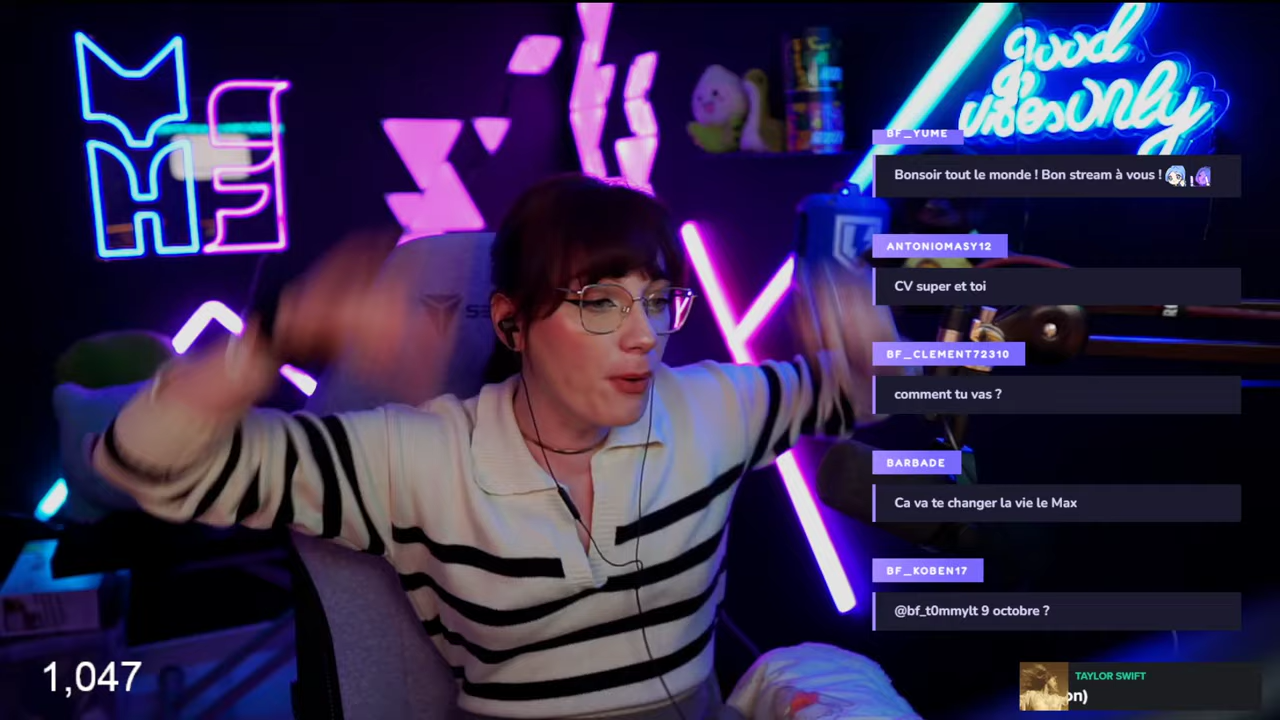 good
vibes only
BF_YUME
Bonsoir tout le monde ! Bon stream à vous !
ANTONIOMASY12
CV super et toi
BF_CLEMENT72310
comment tu vas ?
BARBADE
Ca va te changer la vie le Max
BF_KOBEN17
@bf_t0mmylt 9 octobre ?
1,047
TAYLOR SWIFT
on)